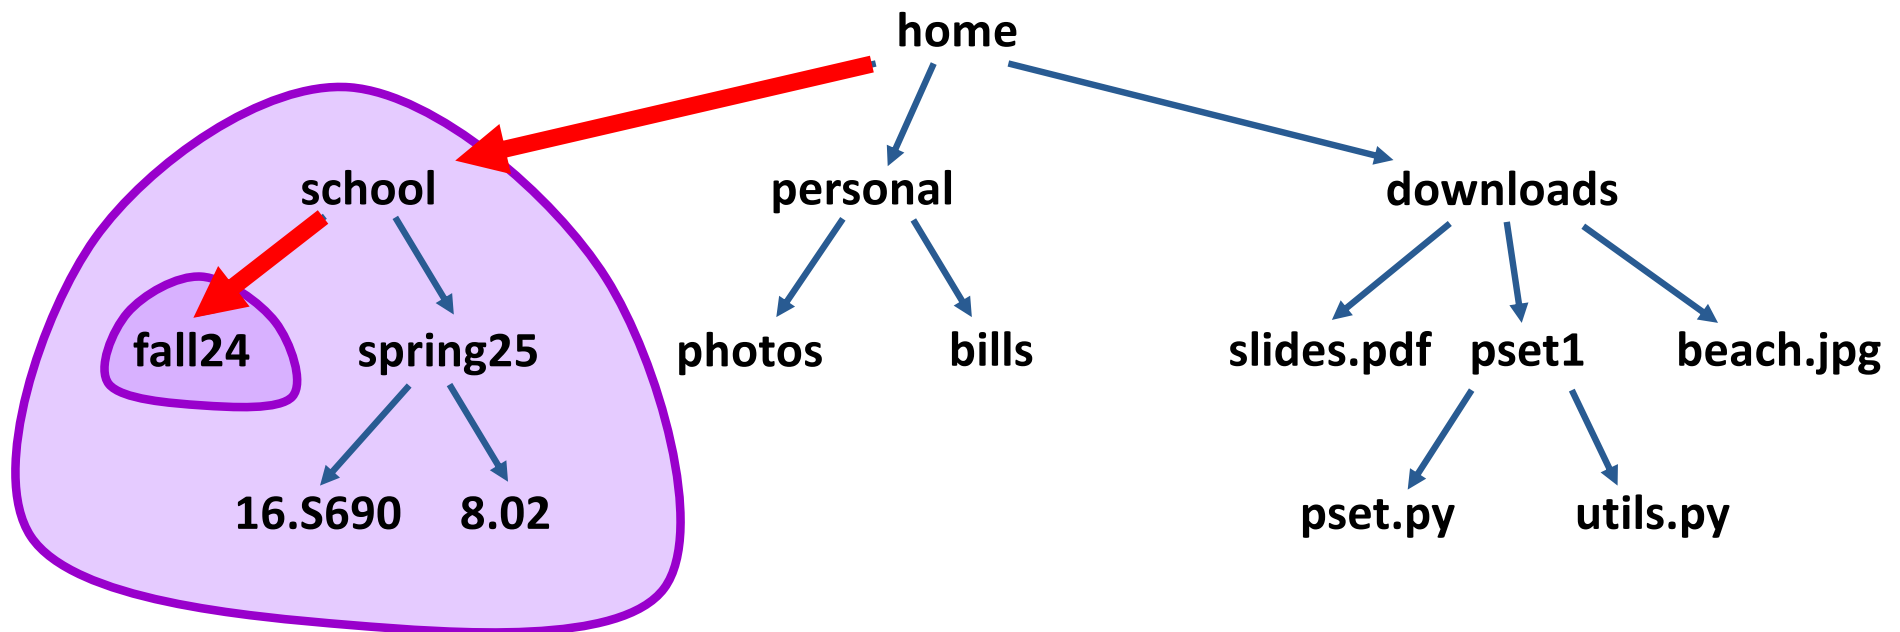 home
school personal downloads
fall24 spring25 photos bills slides.pdf pset1 beach.jpg
16.S690 8.02 pset.py utils.py